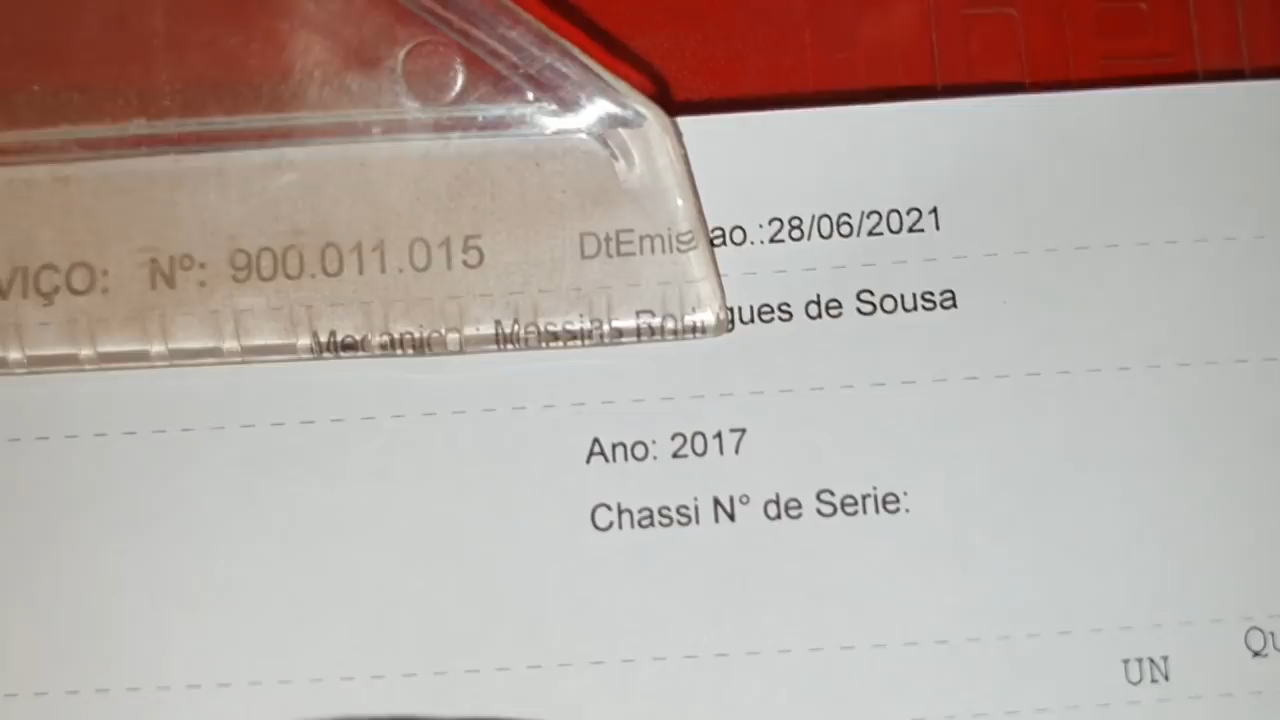 VIÇO: Nº: 900.011.015 DtEmissao.:28/06/2021
Mecanico : Messias Rodrigues de Sousa
Ano: 2017
Chassi N° de Serie:
UN Qu